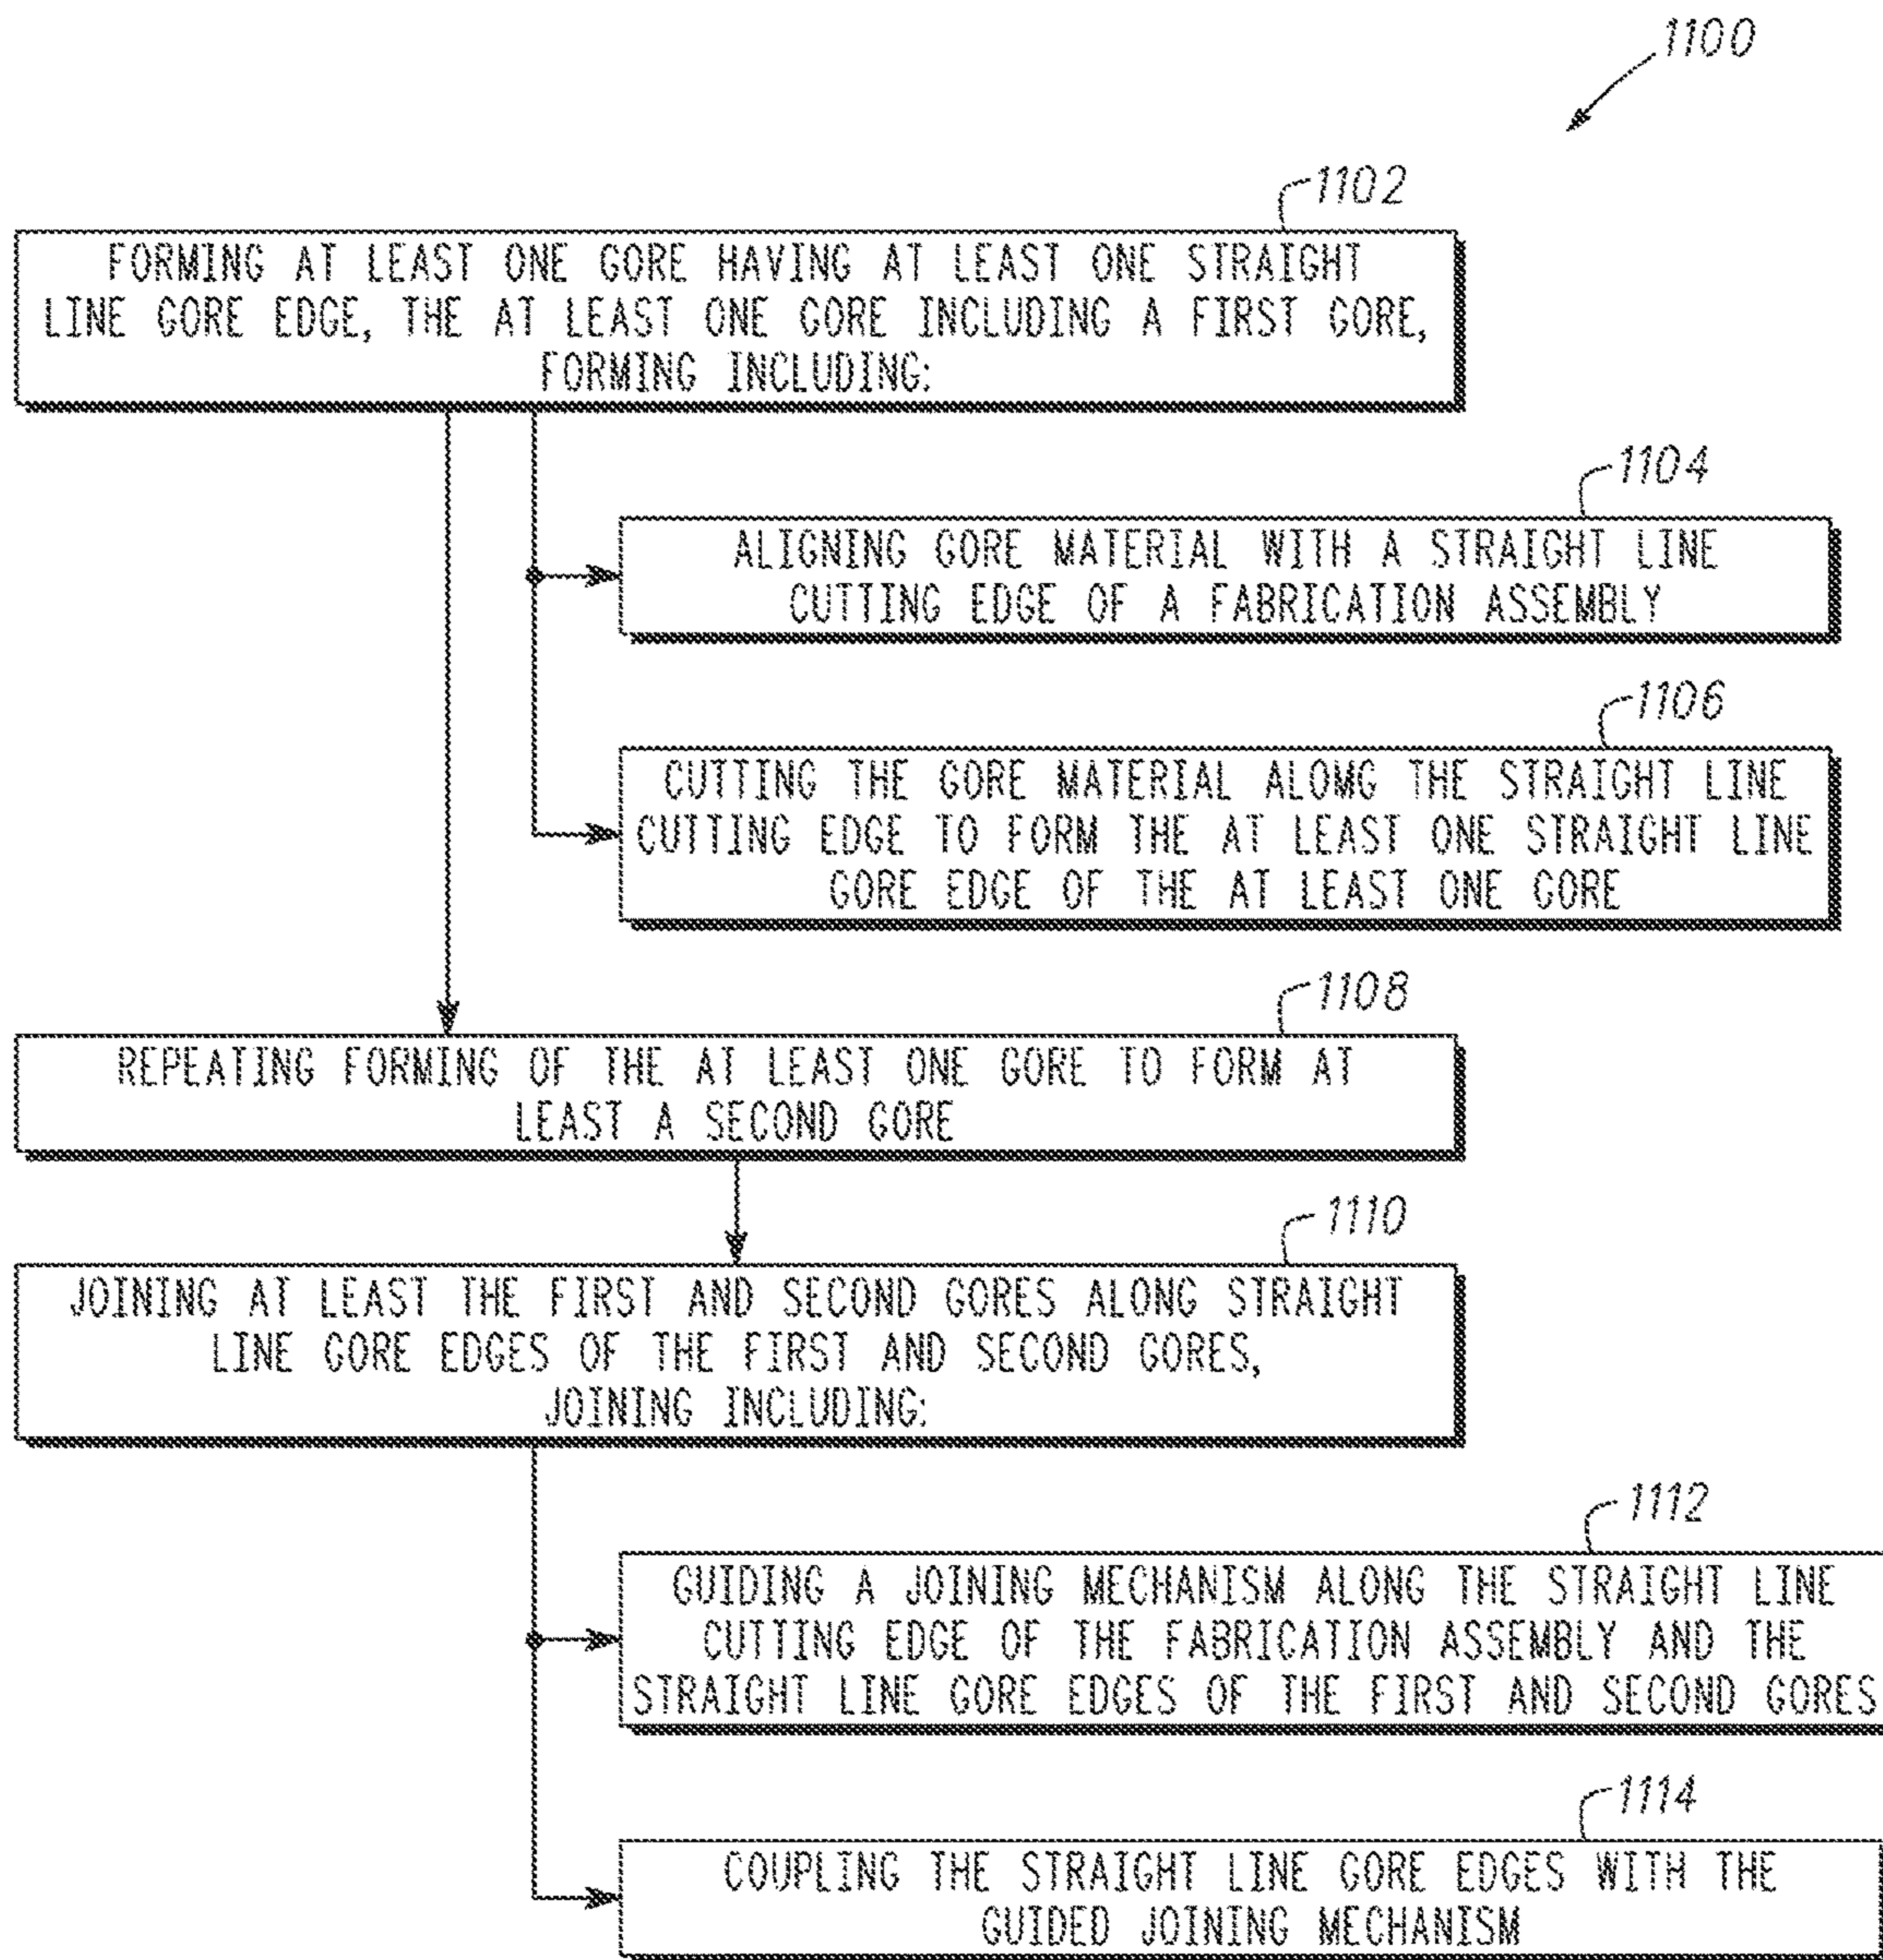 1100
1102
FORMING AT LEAST ONE GORE HAVING AT LEAST ONE STRAIGHT
LINE GORE EDGE, THE AT LEAST ONE GORE INCLUDING A FIRST GORE,
FORMING INCLUDING:
1104
ALIGNING GORE MATERIAL WITH A STRAIGHT LINE
CUTTING EDGE OF A FABRICATION ASSEMBLY
1106
CUTTING THE GORE MATERIAL ALOMG THE STRAIGHT LINE
CUTTING EDGE TO FORM THE AT LEAST ONE STRAIGHT LINE
GORE EDGE OF THE AT LEAST ONE GORE
1108
REPEATING FORMING OF THE AT LEAST ONE GORE TO FORM AT
LEAST A SECOND GORE
1110
JOINING AT LEAST THE FIRST AND SECOND GORES ALONG STRAIGHT
LINE GORE EDGES OF THE FIRST AND SECOND GORES,
JOINING INCLUDING:
1112
GUIDING A JOINING MECHANISM ALONG THE STRAIGHT LINE
CUTTING EDGE OF THE FABRICATION ASSEMBLY AND THE
STRAIGHT LINE GORE EDGES OF THE FIRST AND SECOND GORES
1114
COUPLING THE STRAIGHT LINE GORE EDGES WITH THE
GUIDED JOINING MECHANISM